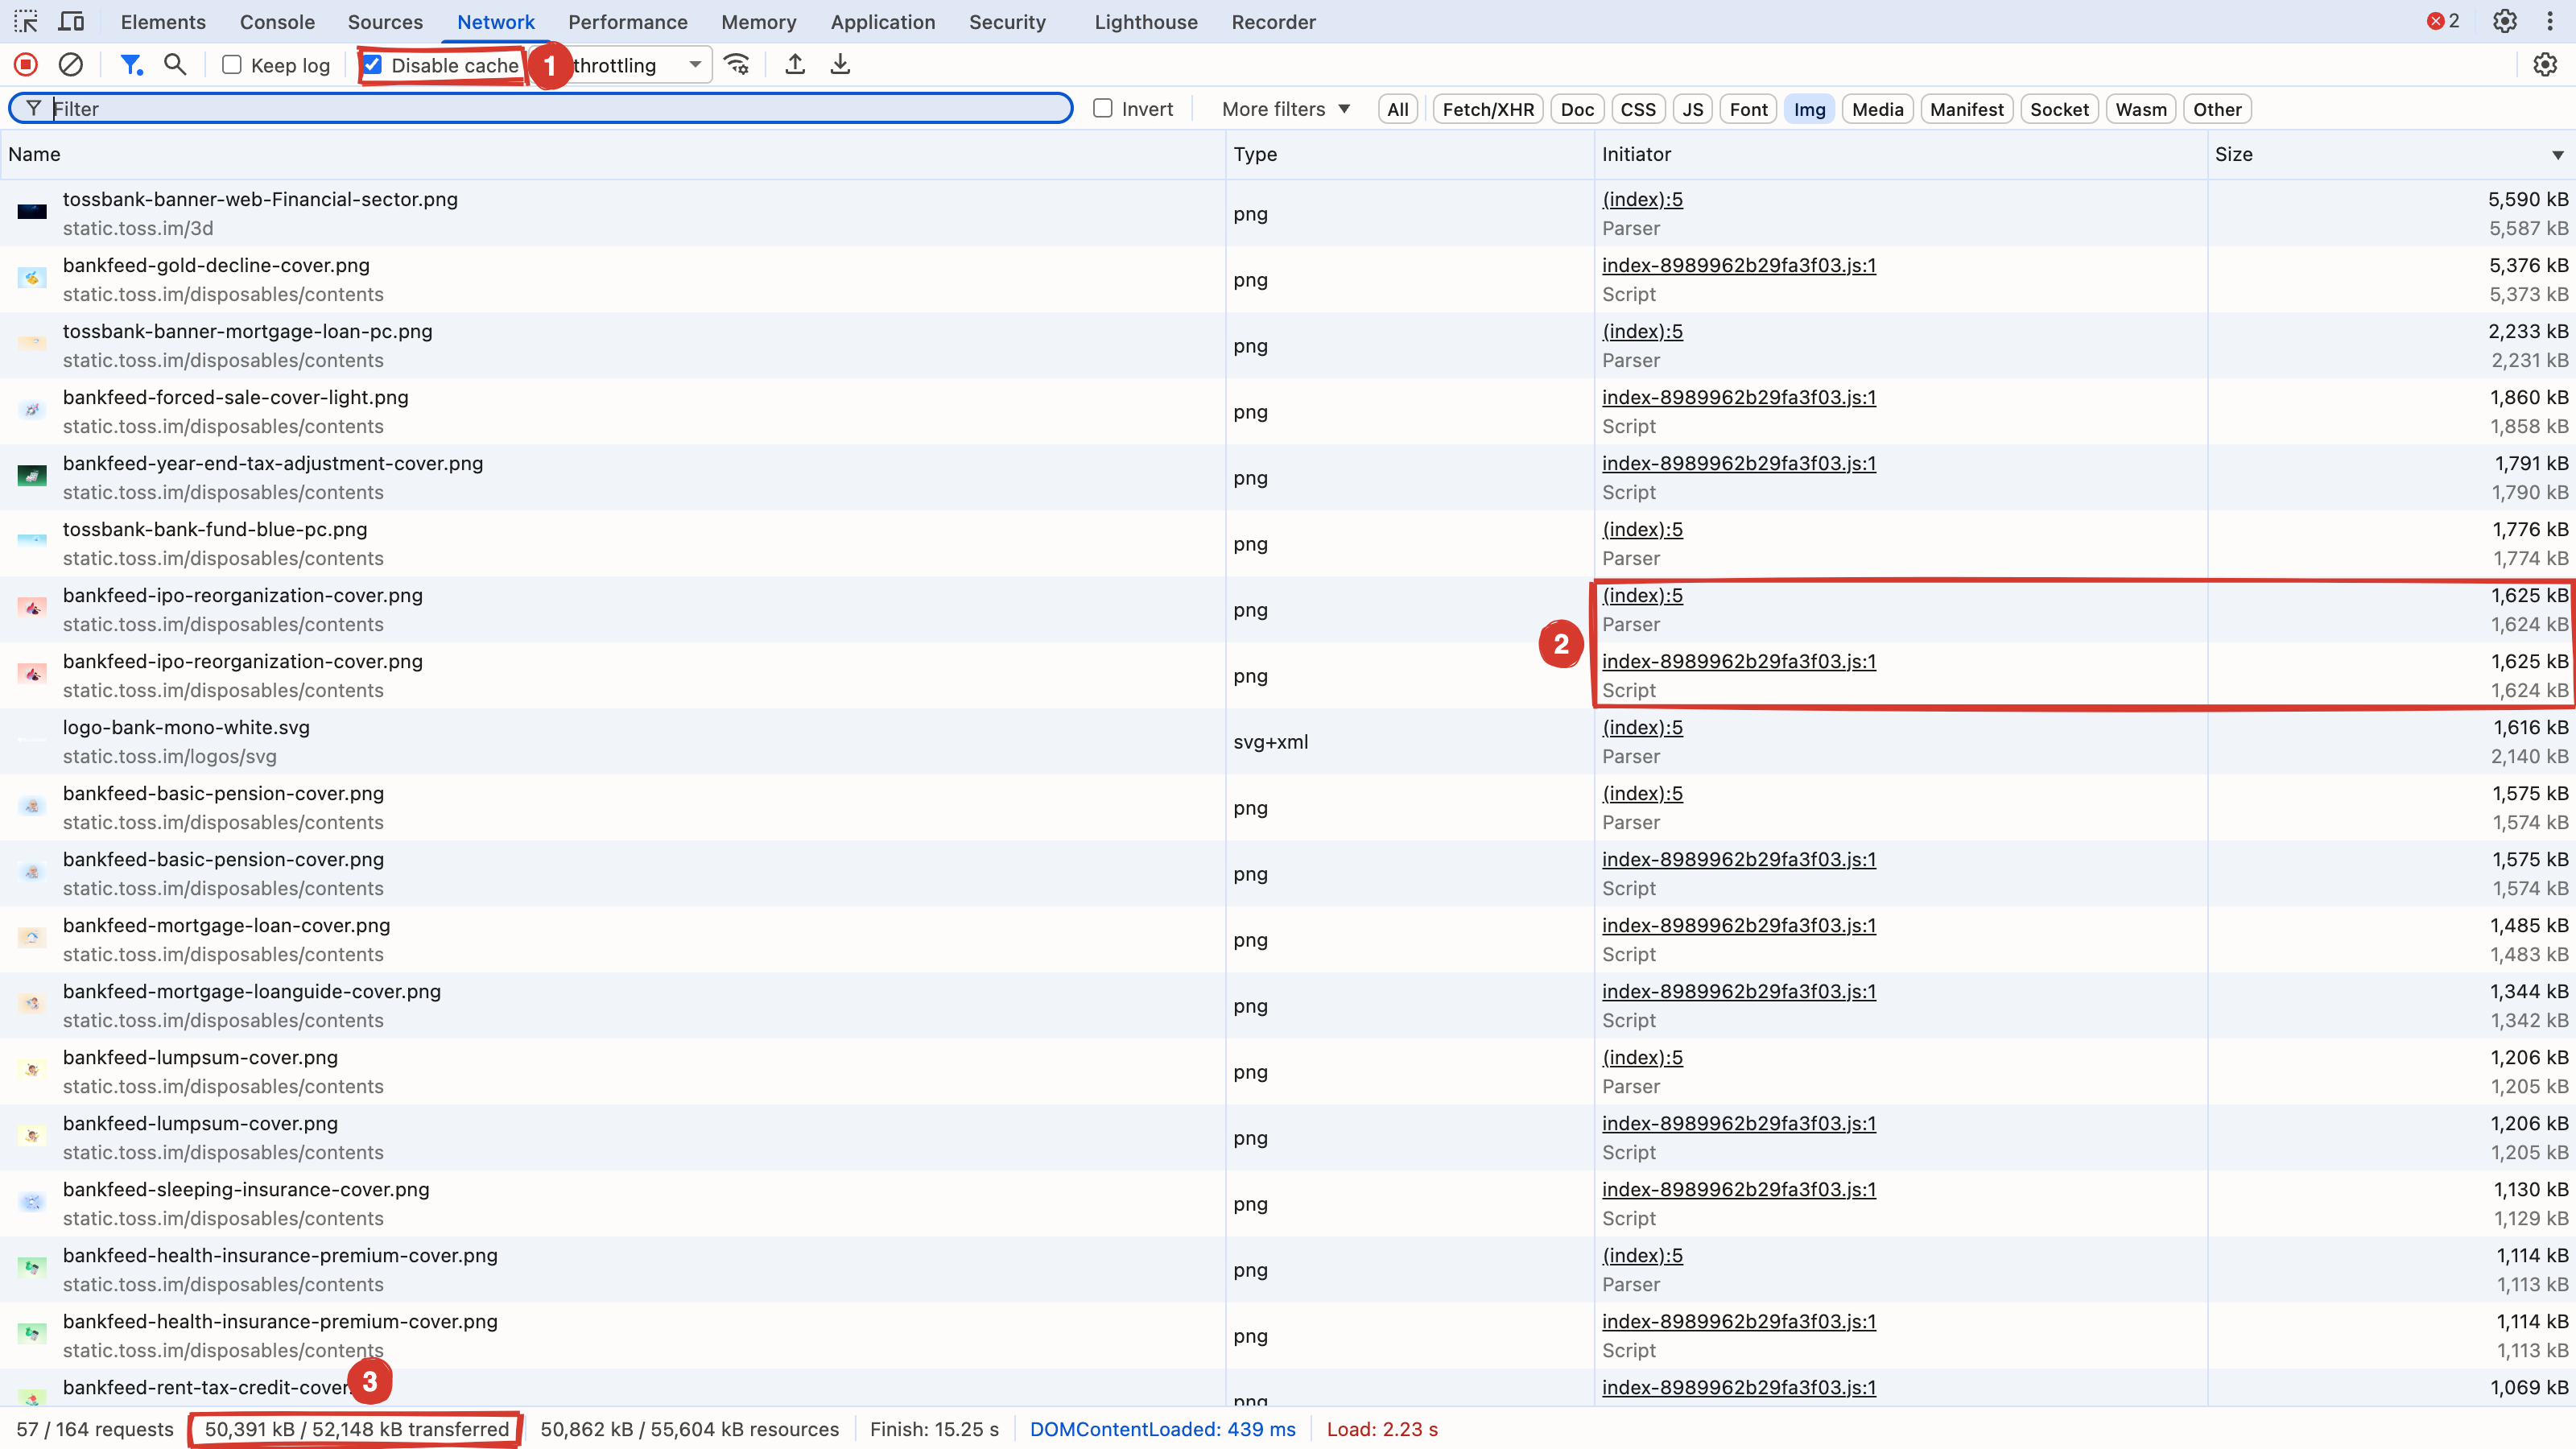 Elements Console Sources Network Performance Memory Application Security Lighthouse Recorder 2
Keep log Disable cache 1 throttling
Filter Invert More filters All Fetch/XHR Doc CSS JS Font Img Media Manifest Socket Wasm Other
Name Type Initiator Size
tossbank-banner-web-Financial-sector.png (index):5 5,590 kB
png
static.toss.im/3d Parser 5,587 kB
bankfeed-gold-decline-cover.png index-8989962b29fa3f03.js:1 5,376 kB
png
static.toss.im/disposables/contents Script 5,373 kB
tossbank-banner-mortgage-loan-pc.png (index):5 2,233 kB
png
static.toss.im/disposables/contents Parser 2,231 kB
bankfeed-forced-sale-cover-light.png index-8989962b29fa3f03.js:1 1,860 kB
png
static.toss.im/disposables/contents Script 1,858 kB
bankfeed-year-end-tax-adjustment-cover.png index-8989962b29fa3f03.js:1 1,791 kB
png
static.toss.im/disposables/contents Script 1,790 kB
tossbank-bank-fund-blue-pc.png (index):5 1,776 kB
png
static.toss.im/disposables/contents Parser 1,774 kB
bankfeed-ipo-reorganization-cover.png (index):5 1,625 kB
png
static.toss.im/disposables/contents Parser 1,624 kB
2
bankfeed-ipo-reorganization-cover.png index-8989962b29fa3f03.js:1 1,625 kB
png
static.toss.im/disposables/contents Script 1,624 kB
logo-bank-mono-white.svg (index):5 1,616 kB
svg+xml
static.toss.im/logos/svg Parser 2,140 kB
bankfeed-basic-pension-cover.png (index):5 1,575 kB
png
static.toss.im/disposables/contents Parser 1,574 kB
bankfeed-basic-pension-cover.png index-8989962b29fa3f03.js:1 1,575 kB
png
static.toss.im/disposables/contents Script 1,574 kB
bankfeed-mortgage-loan-cover.png index-8989962b29fa3f03.js:1 1,485 kB
png
static.toss.im/disposables/contents Script 1,483 kB
bankfeed-mortgage-loanguide-cover.png index-8989962b29fa3f03.js:1 1,344 kB
png
static.toss.im/disposables/contents Script 1,342 kB
bankfeed-lumpsum-cover.png (index):5 1,206 kB
png
static.toss.im/disposables/contents Parser 1,205 kB
bankfeed-lumpsum-cover.png index-8989962b29fa3f03.js:1 1,206 kB
png
static.toss.im/disposables/contents Script 1,205 kB
bankfeed-sleeping-insurance-cover.png index-8989962b29fa3f03.js:1 1,130 kB
png
static.toss.im/disposables/contents Script 1,129 kB
bankfeed-health-insurance-premium-cover.png (index):5 1,114 kB
png
static.toss.im/disposables/contents Parser 1,113 kB
bankfeed-health-insurance-premium-cover.png index-8989962b29fa3f03.js:1 1,114 kB
png
static.toss.im/disposables/contents Script 1,113 kB
3
bankfeed-rent-tax-credit-cover. index-8989962b29fa3f03.js:1 1,069 kB
png
57 / 164 requests 50,391 kB / 52,148 kB transferred 50,862 kB / 55,604 kB resources Finish: 15.25 s DOMContentLoaded: 439 ms Load: 2.23 s